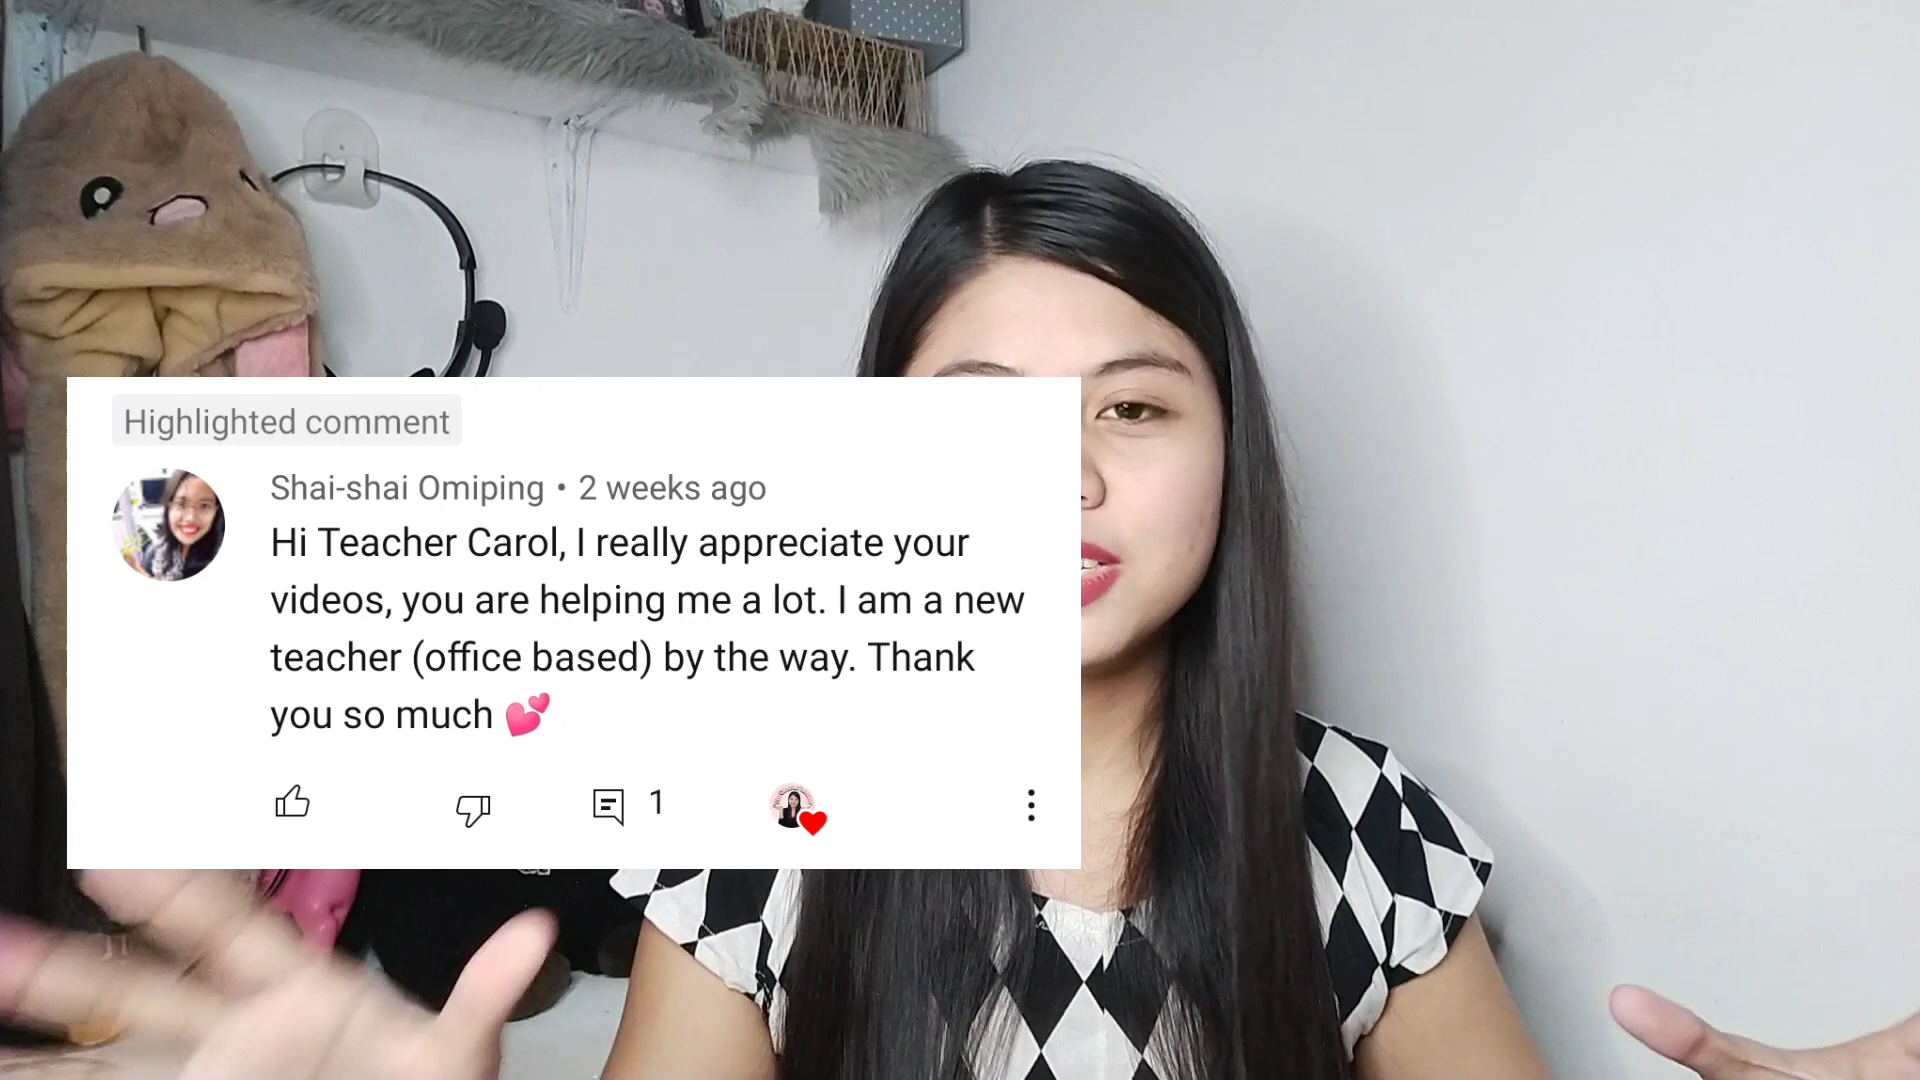 Highlighted comment
Shai-shai Omiping • 2 weeks ago
Hi Teacher Carol, I really appreciate your
videos, you are helping me a lot. I am a new
teacher (office based) by the way. Thank
you so much 💕
1